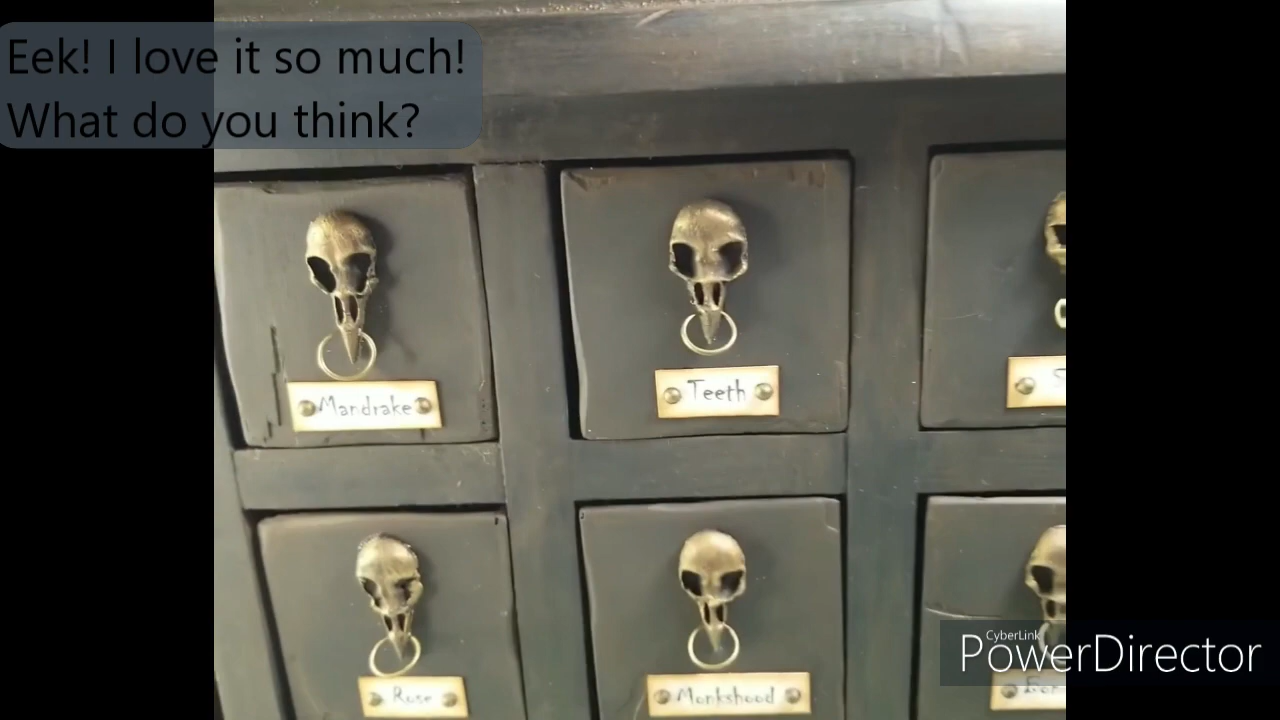 Eek! I love it so much!
What do you think?
Mandrake
Teeth
Rose
Monkshood
CyberLink
PowerDirector